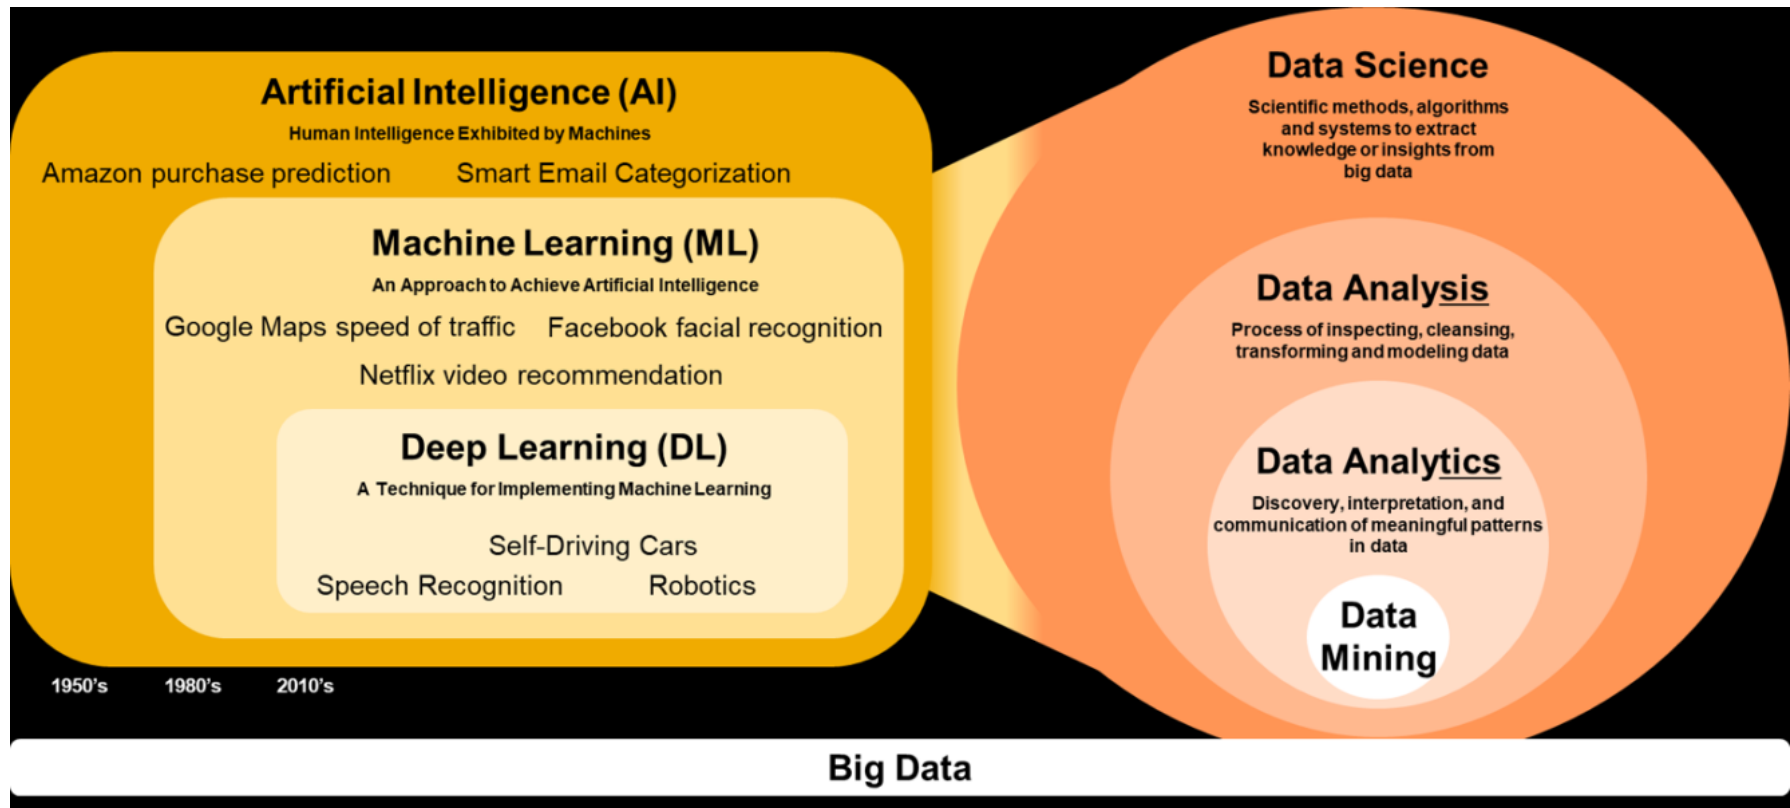 Artificial Intelligence (AI)
Human Intelligence Exhibited by Machines
Amazon purchase prediction
Smart Email Categorization
Machine Learning (ML)
An Approach to Achieve Artificial Intelligence
Google Maps speed of traffic
Facebook facial recognition
Netflix video recommendation
Deep Learning (DL)
A Technique for Implementing Machine Learning
Self-Driving Cars
Speech Recognition
Robotics
1950's
1980's
2010's
Data Science
Scientific methods, algorithms
and systems to extract
knowledge or insights from
big data
Data Analysis
Process of inspecting, cleansing,
transforming and modeling data
Data Analytics
Discovery, interpretation, and
communication of meaningful patterns
in data
Data
Mining
Big Data